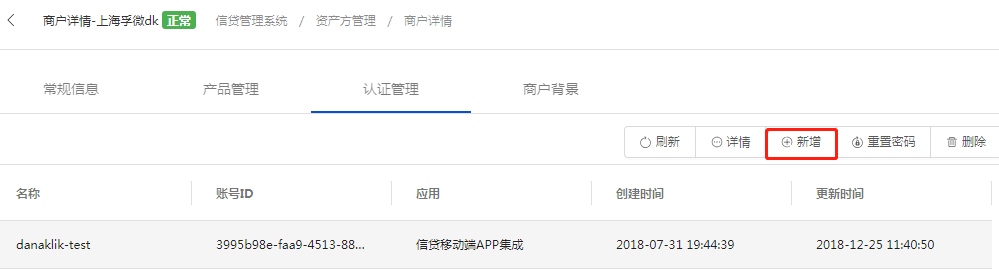 商户详情-上海孚微dk 正常 信贷管理系统 / 资产方管理 / 商户详情
常规信息 产品管理 认证管理 商户背景
刷新 详情 新增 重置密码 删除
名称 账号ID 应用 创建时间 更新时间
danaklik-test 3995b98e-faa9-4513-88... 信贷移动端APP集成 2018-07-31 19:44:39 2018-12-25 11:40:50